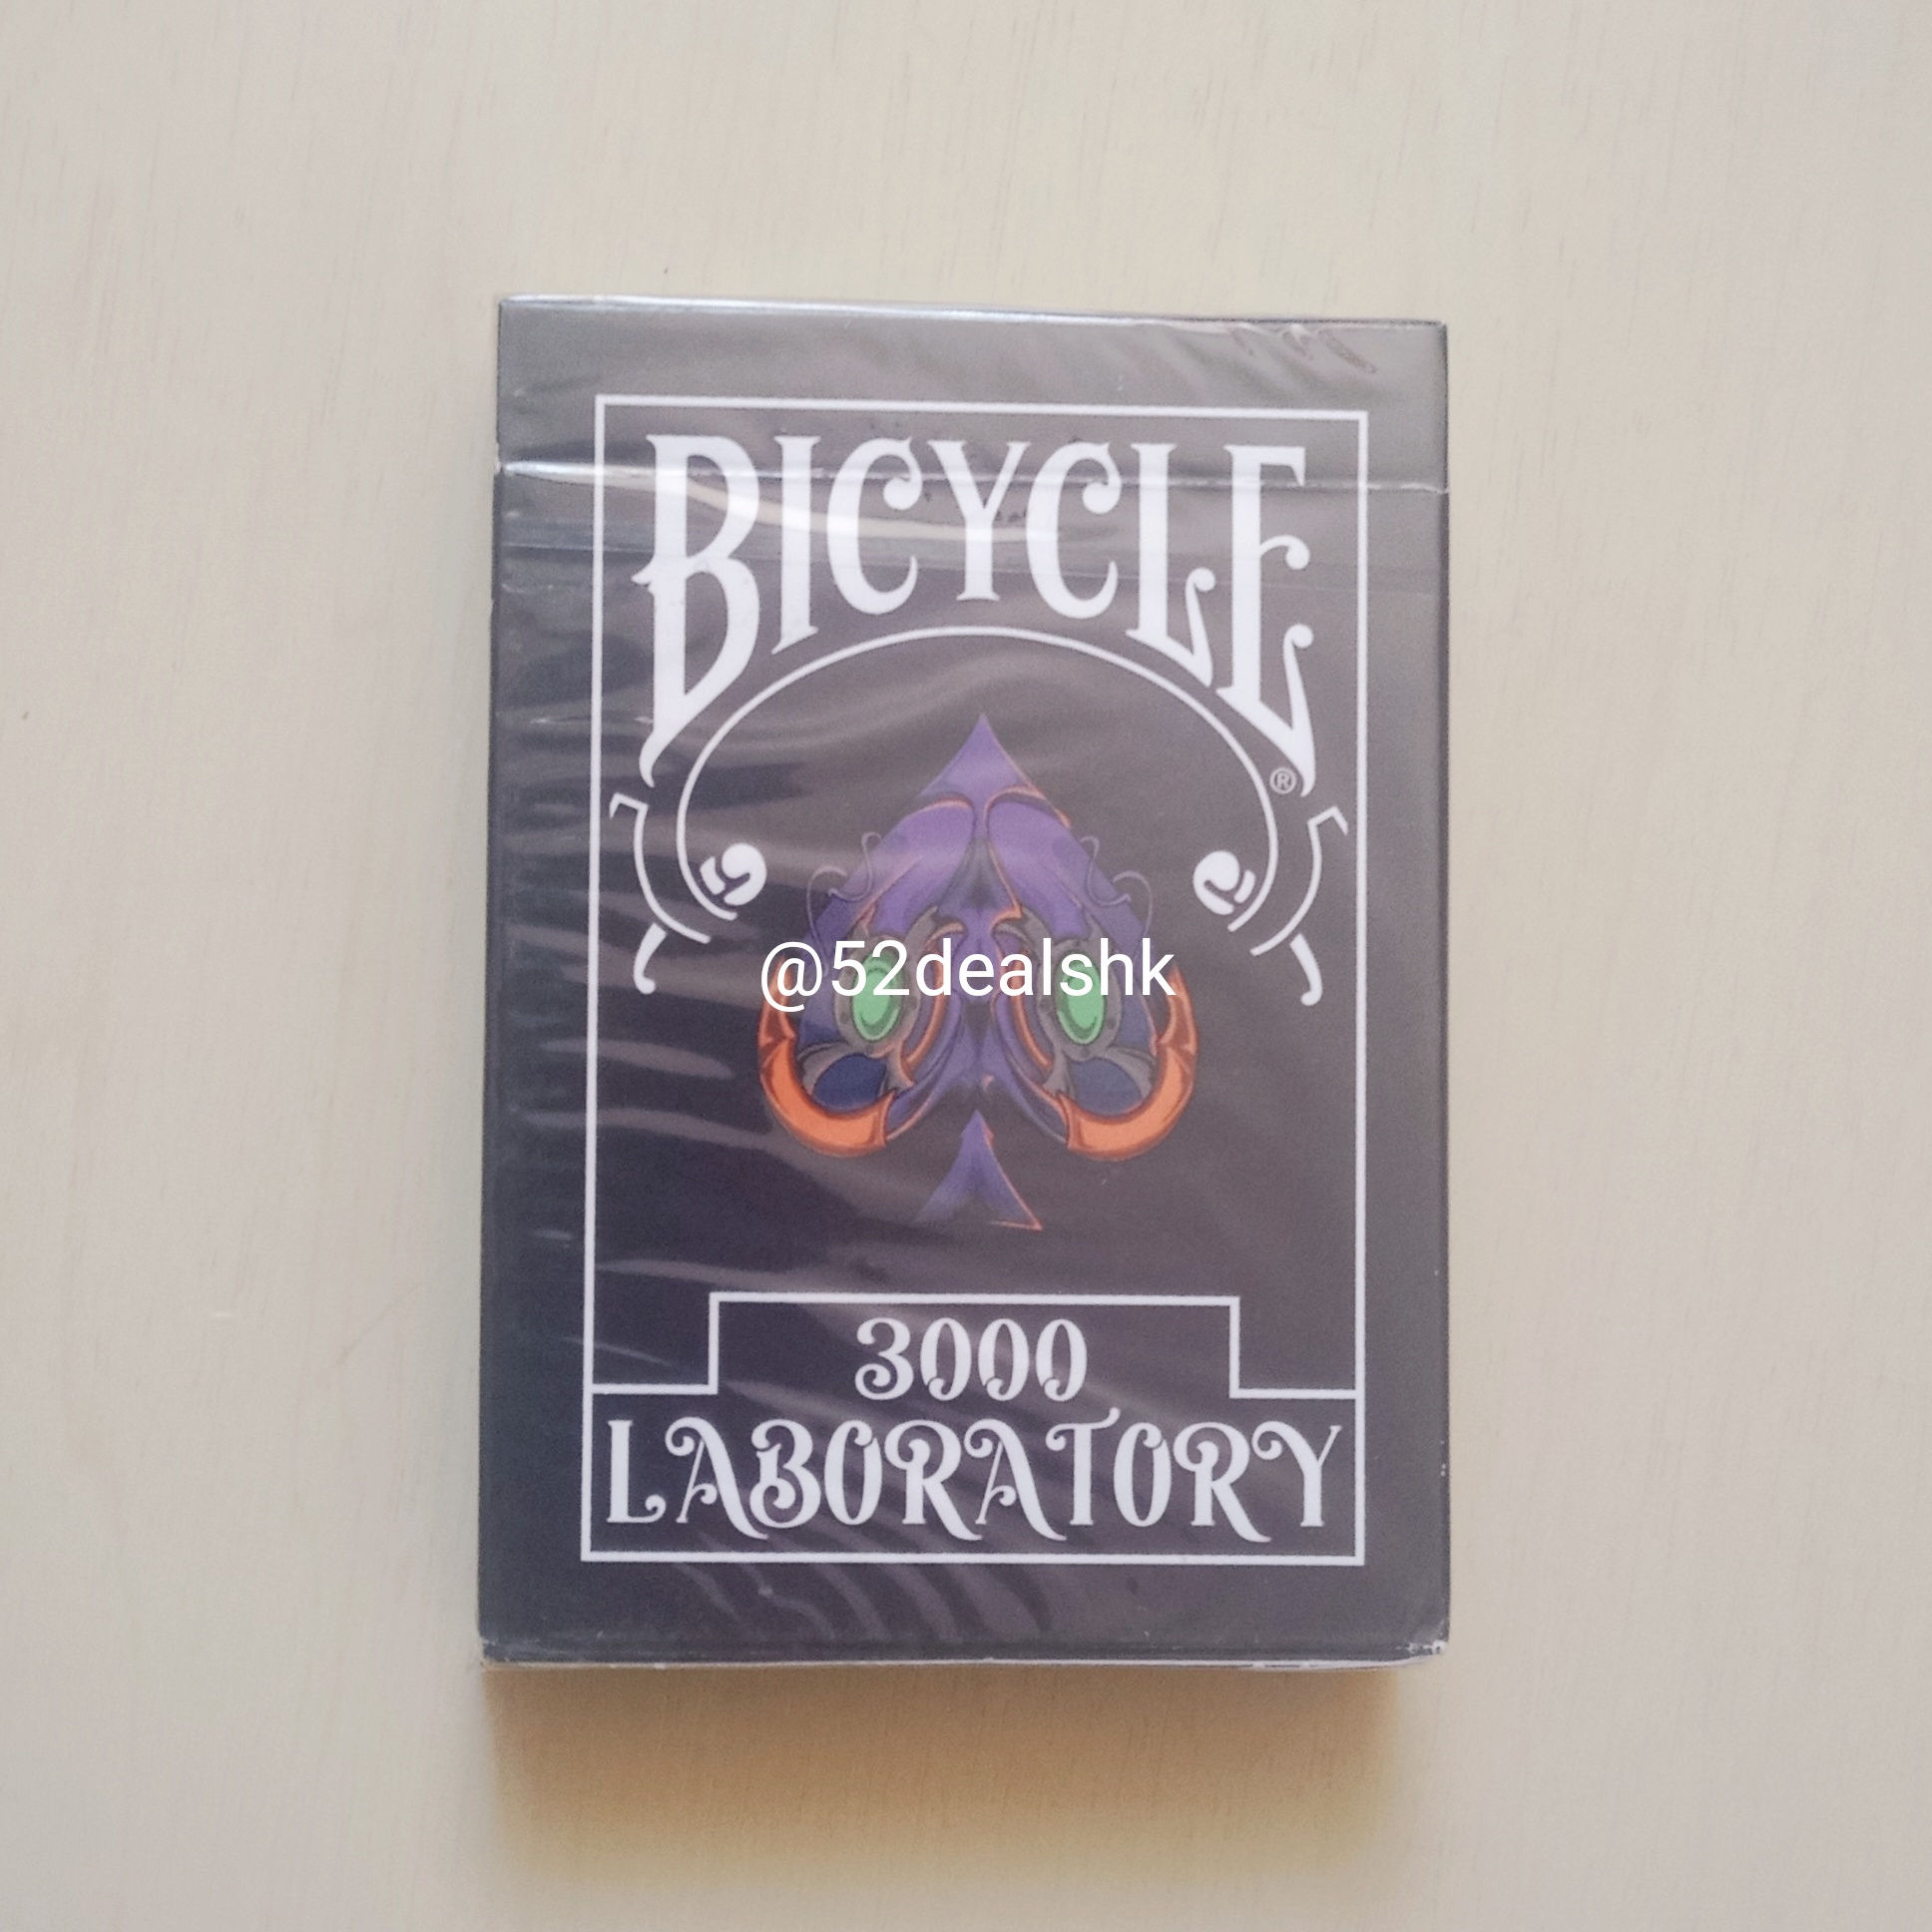 BICYCLE
®
@52dealshk
3000
LABORATORY